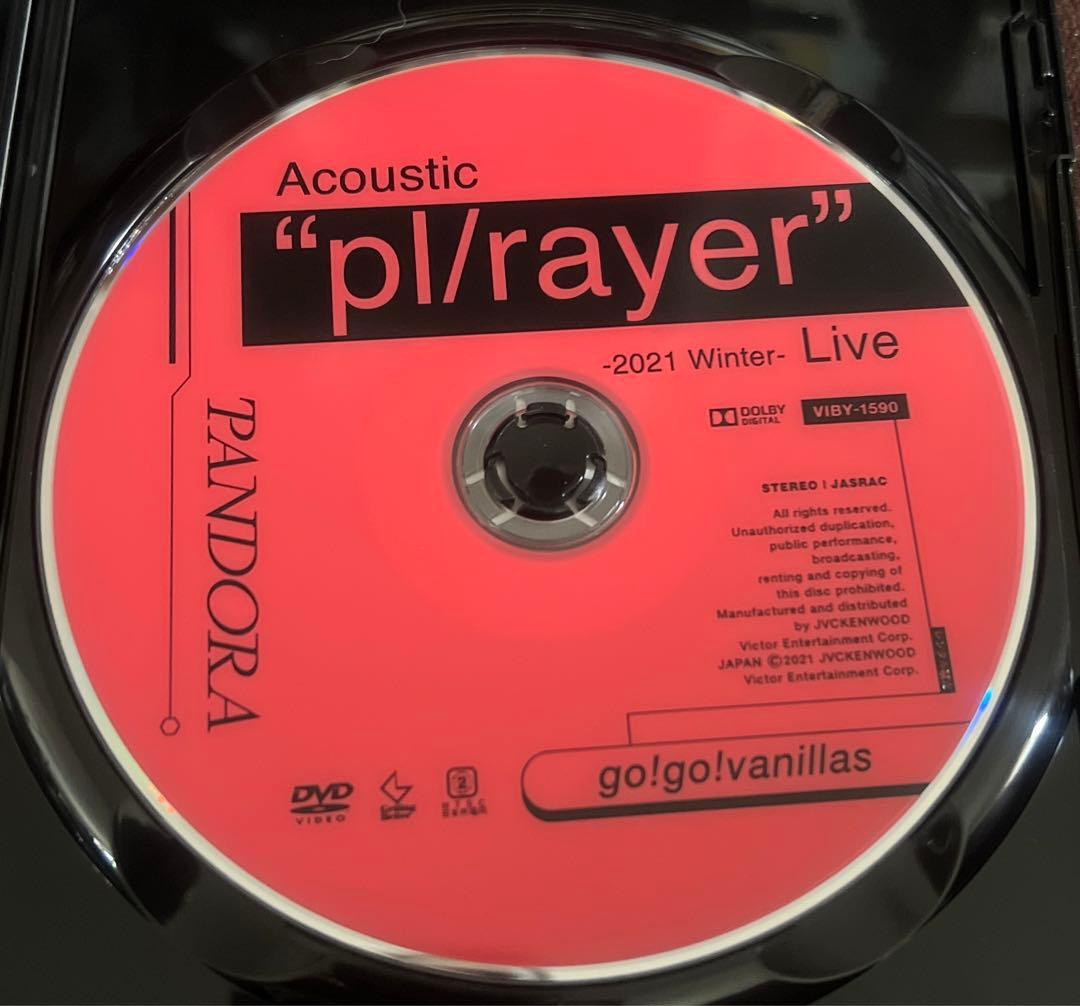 Acoustic
“pl/rayer”
-2021 Winter- Live
PANDORA
DOLBY
DIGITAL
VIBY-1590
STEREO | JASRAC
All rights reserved.
Unauthorized duplication,
public performance,
broadcasting,
renting and copying of
this disc prohibited.
Manufactured and distributed
by JVCKENWOOD
Victor Entertainment Corp.
JAPAN ©2021 JVCKENWOOD
Victor Entertainment Corp.
go!go!vanillas
DVD
VIDEO
2